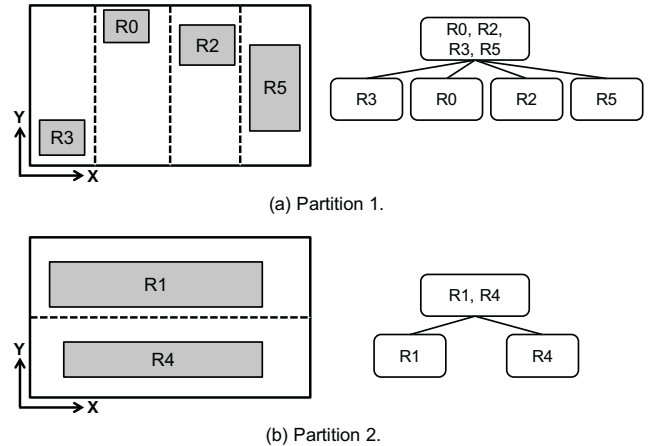 R0
R2
R5
R3
Y
X
R0, R2,
R3, R5
R3
R0
R2
R5
(a) Partition 1.
R1
R4
Y
X
R1, R4
R1
R4
(b) Partition 2.